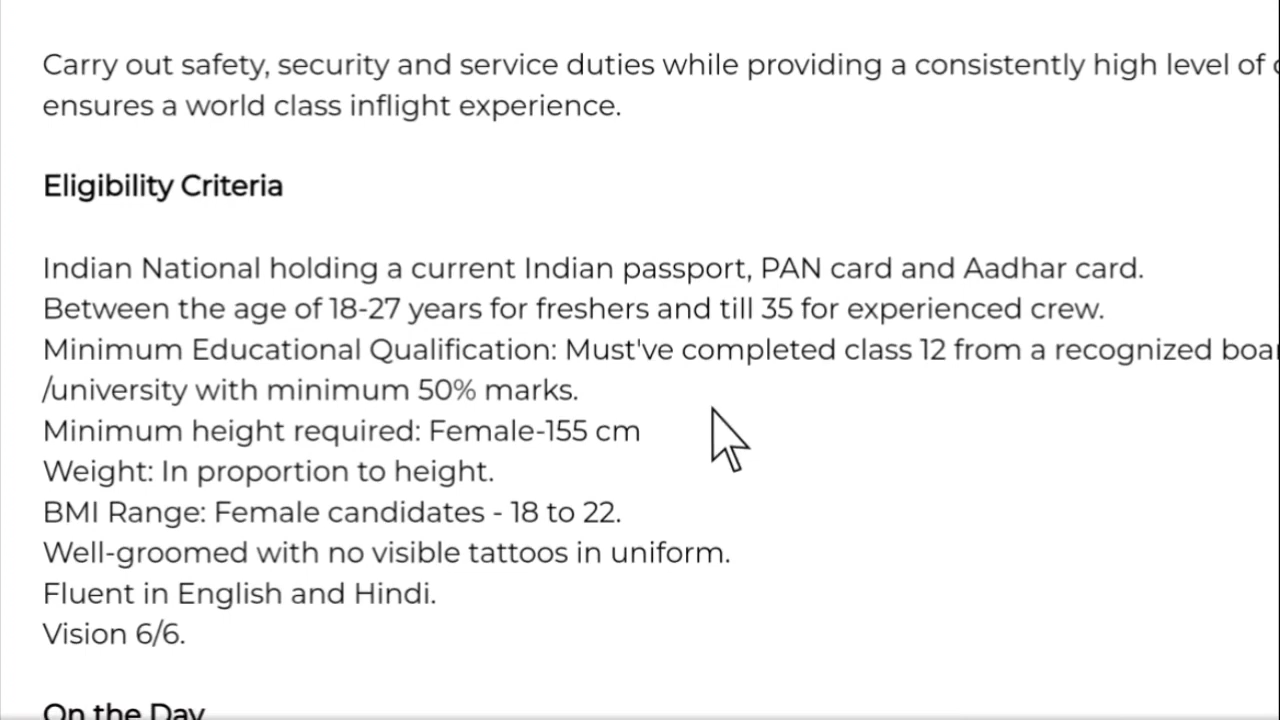 Carry out safety, security and service duties while providing a consistently high level of
ensures a world class inflight experience.
Eligibility Criteria
Indian National holding a current Indian passport, PAN card and Aadhar card.
Between the age of 18-27 years for freshers and till 35 for experienced crew.
Minimum Educational Qualification: Must've completed class 12 from a recognized
/university with minimum 50% marks.
Minimum height required: Female-155 cm
Weight: In proportion to height.
BMI Range: Female candidates - 18 to 22.
Well-groomed with no visible tattoos in uniform.
Fluent in English and Hindi.
Vision 6/6.
On the Day